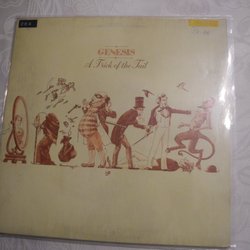 GENESIS
A Trick of the Tail